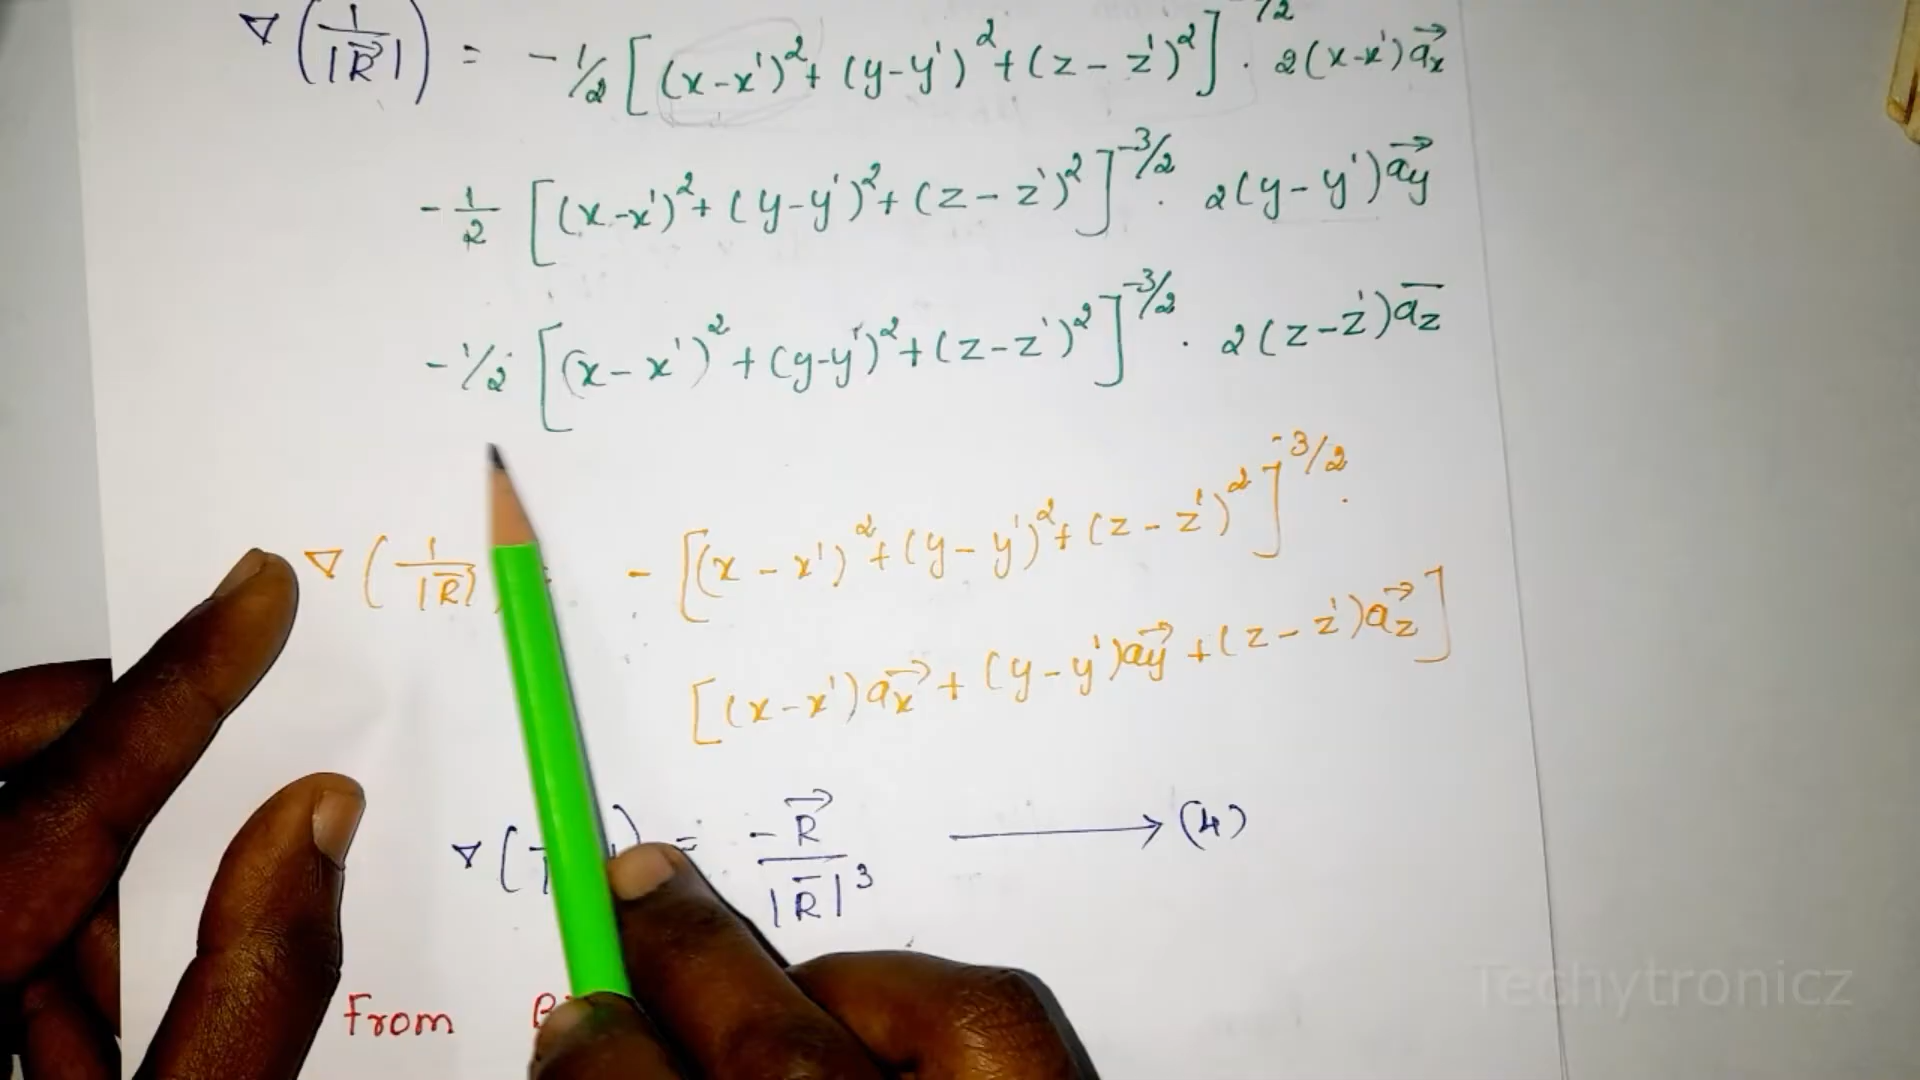 ∇(1/|R⃗|) = -1/2 [(x-x')² + (y-y')² + (z-z')²]^-3/2 . 2(x-x')a⃗x
-1/2 [(x-x')² + (y-y')² + (z-z')²]^-3/2 . 2(y-y')a⃗y
-1/2 [(x-x')² + (y-y')² + (z-z')²]^-3/2 . 2(z-z')a̅z
∇(1/|R̅|) = - [(x-x')² + (y-y')² + (z-z')²]^-3/2 .
[(x-x')a⃗x + (y-y')a⃗y + (z-z')a⃗z]
∇( ) = -R⃗/|R̅|³ ⟶ (4)
From
Techytronicz